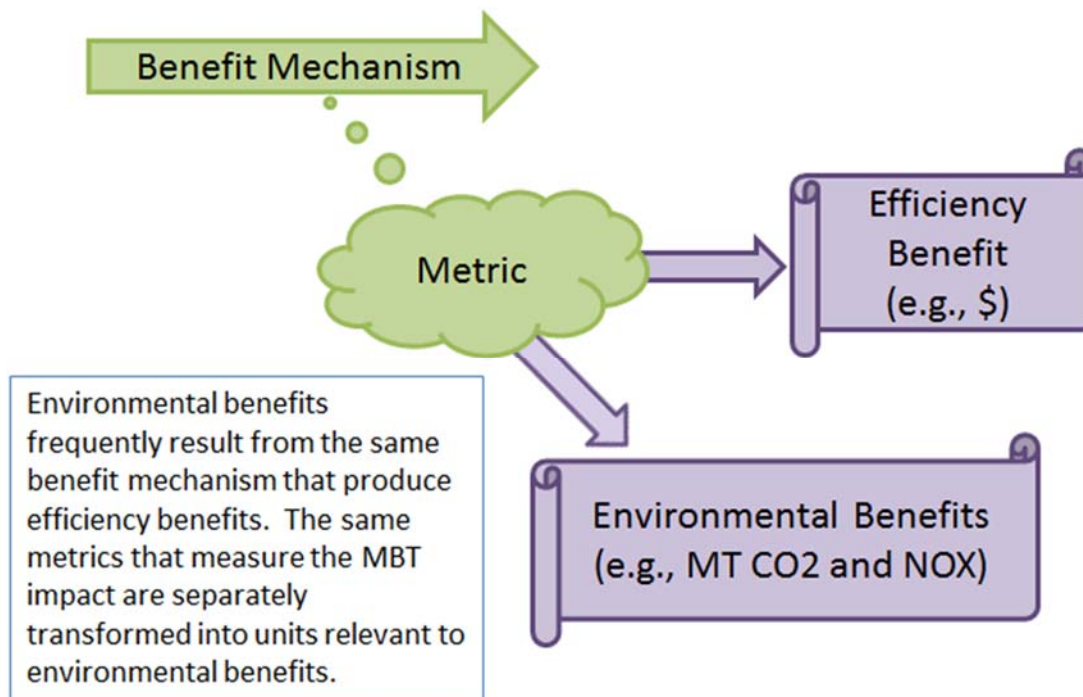 Benefit Mechanism
Metric
Efficiency
Benefit
(e.g., $)
Environmental benefits
frequently result from the same
benefit mechanism that produce
efficiency benefits.  The same
metrics that measure the MBT
impact are separately
transformed into units relevant to
environmental benefits.
Environmental Benefits
(e.g., MT CO2 and NOX)